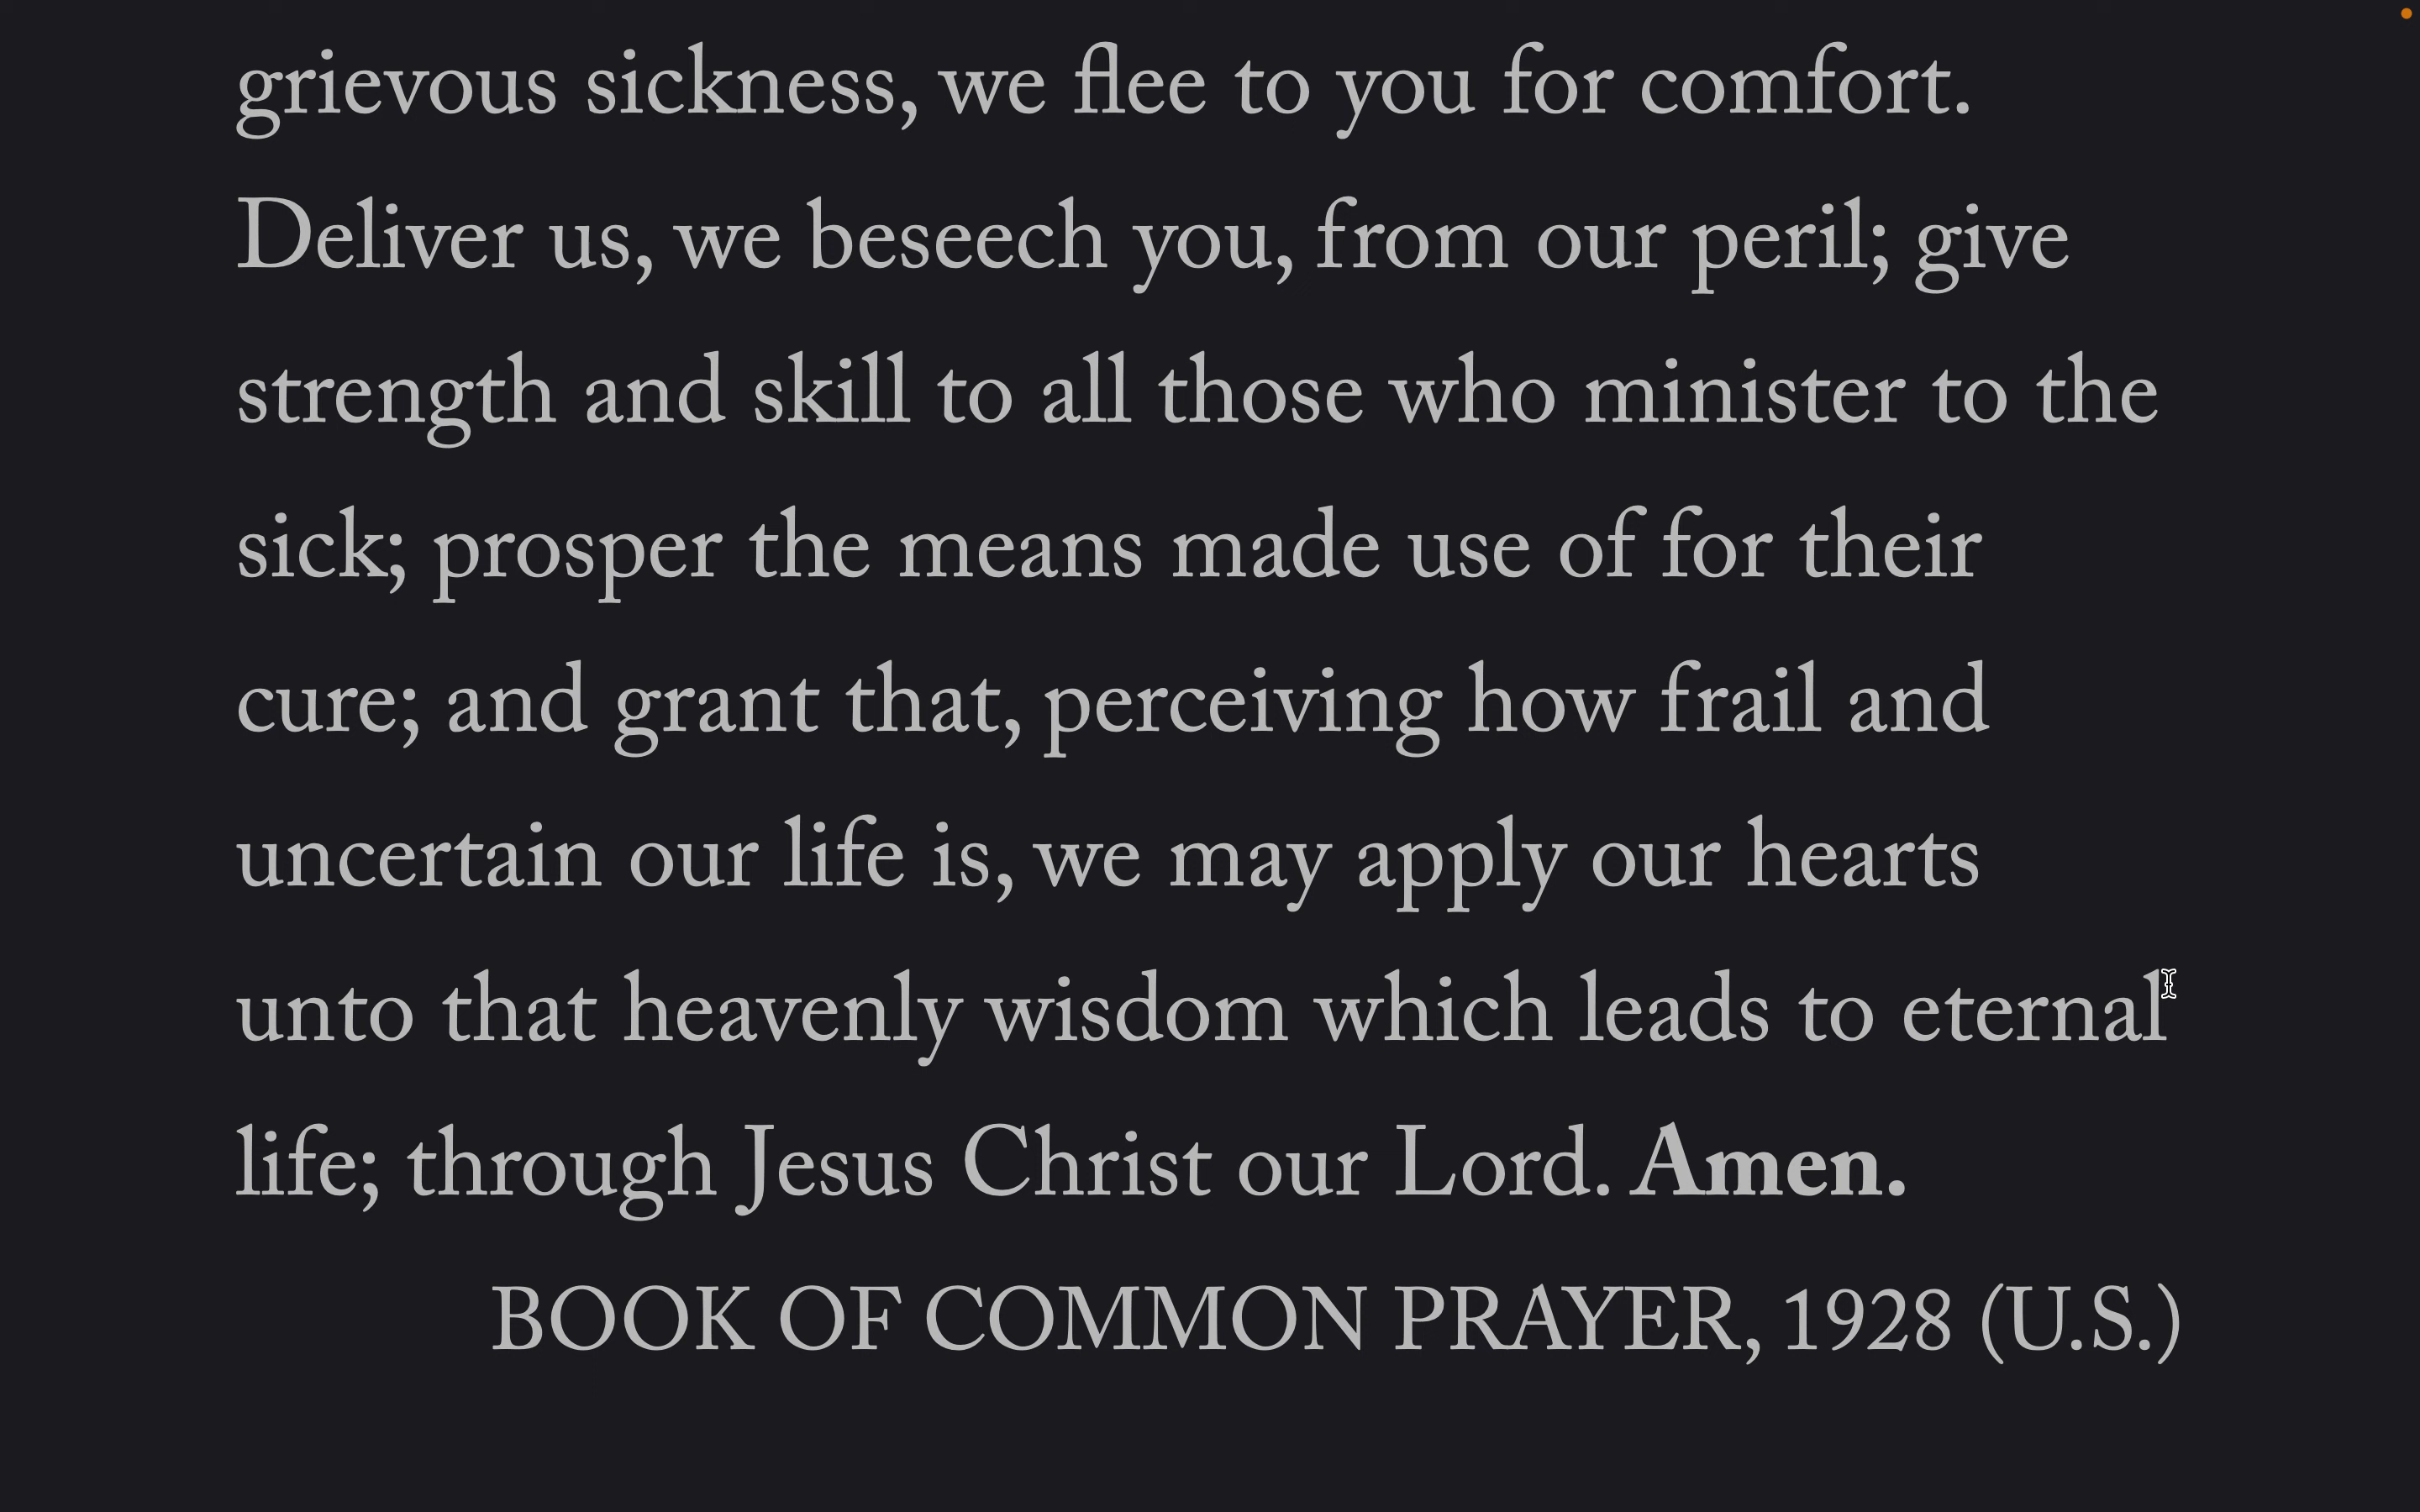 grievous sickness, we flee to you for comfort.
Deliver us, we beseech you, from our peril; give
strength and skill to all those who minister to the
sick; prosper the means made use of for their
cure; and grant that, perceiving how frail and
uncertain our life is, we may apply our hearts
unto that heavenly wisdom which leads to eternal
life; through Jesus Christ our Lord. Amen.
BOOK OF COMMON PRAYER, 1928 (U.S.)